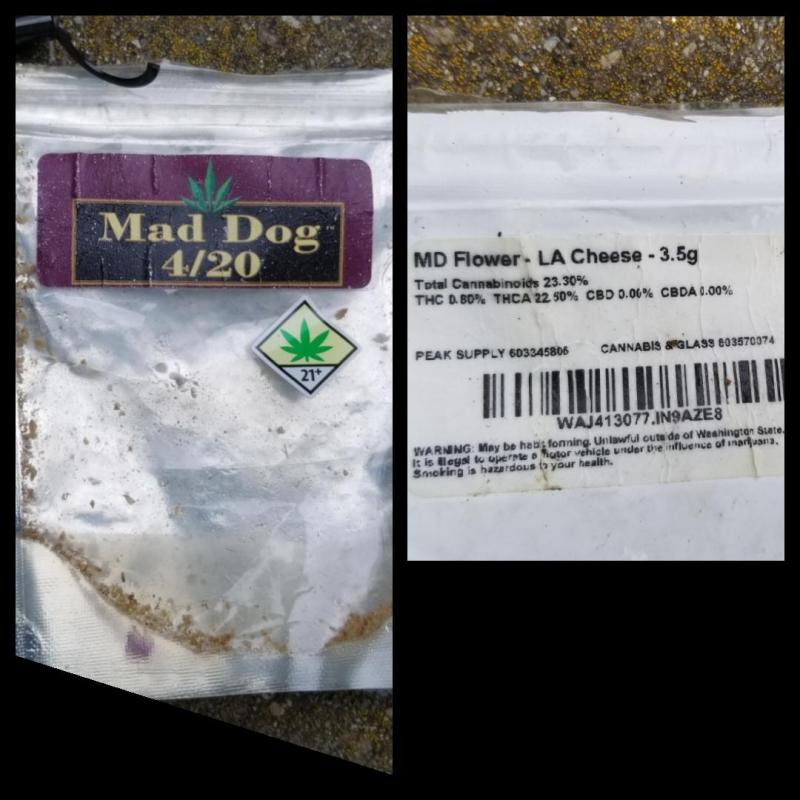 Mad Dog™
4/20
21+
MD Flower - LA Cheese - 3.5g
Total Cannabinoids 23.30%
THC 0.80% THCA 22.50% CBD 0.00% CBDA 0.00%
PEAK SUPPLY 603345806 CANNABIS & GLASS 603570074
WAJ413077.IN9AZE8
WARNING: May be habit forming. Unlawful outside of Washington State.
It is illegal to operate a motor vehicle under the influence of marijuana.
Smoking is hazardous to your health.